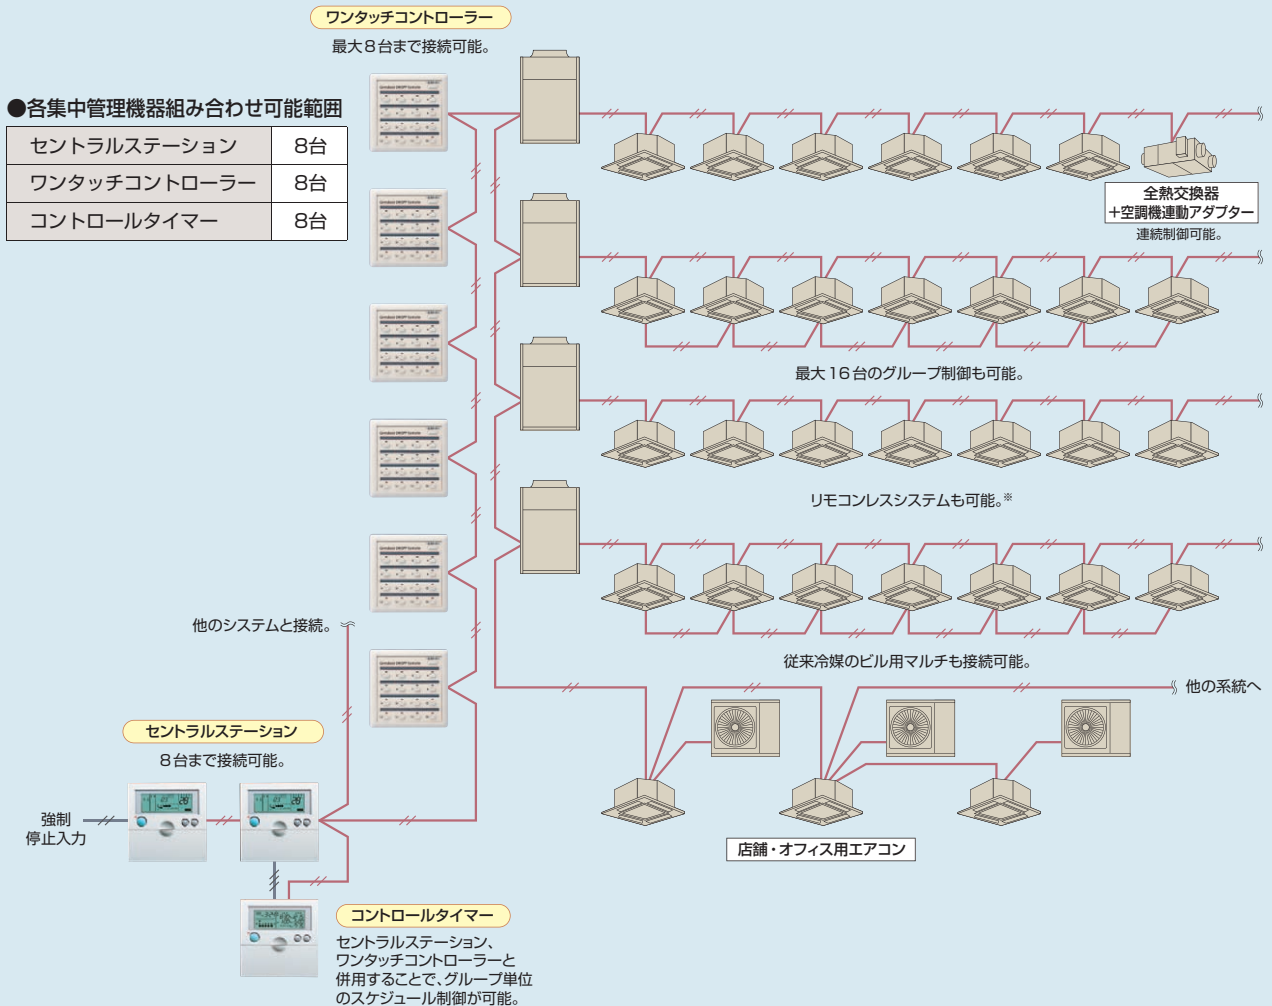 ワンタッチコントローラー
最大8台まで接続可能。
●各集中管理機器組み合わせ可能範囲
セントラルステーション 8台
ワンタッチコントローラー 8台
コントロールタイマー 8台
全熱交換器
+空調機連動アダプター
連続制御可能。
最大16台のグループ制御も可能。
リモコンレスシステムも可能。※
従来冷媒のビル用マルチも接続可能。
他の系統へ
店舗・オフィス用エアコン
他のシステムと接続。
セントラルステーション
8台まで接続可能。
強制
停止入力
コントロールタイマー
セントラルステーション、
ワンタッチコントローラーと
併用することで、グループ単位
のスケジュール制御が可能。